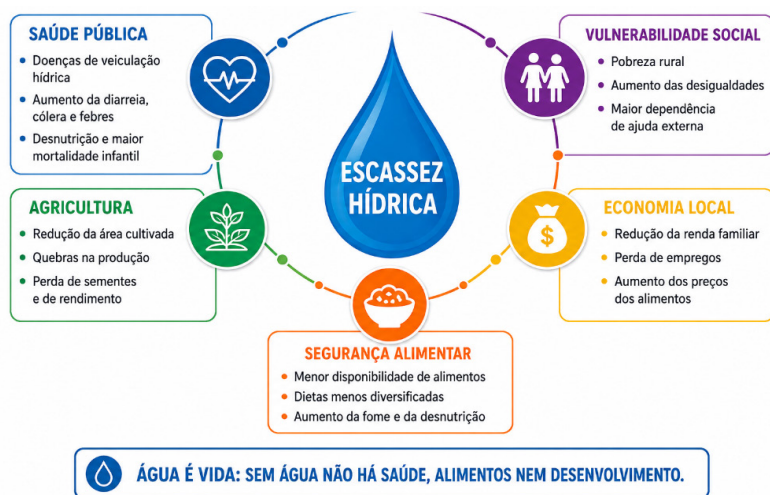 SAÚDE PÚBLICA
• Doenças de veiculação
hídrica
• Aumento da diarreia,
cólera e febres
• Desnutrição e maior
mortalidade infantil
VULNERABILIDADE SOCIAL
• Pobreza rural
• Aumento das desigualdades
• Maior dependência
de ajuda externa
ESCASSEZ
HÍDRICA
AGRICULTURA
• Redução da área cultivada
• Quebras na produção
• Perda de sementes
e de rendimento
$
ECONOMIA LOCAL
• Redução da renda familiar
• Perda de empregos
• Aumento dos preços
dos alimentos
SEGURANÇA ALIMENTAR
• Menor disponibilidade de alimentos
• Dietas menos diversificadas
• Aumento da fome e da desnutrição
ÁGUA É VIDA: SEM ÁGUA NÃO HÁ SAÚDE, ALIMENTOS NEM DESENVOLVIMENTO.